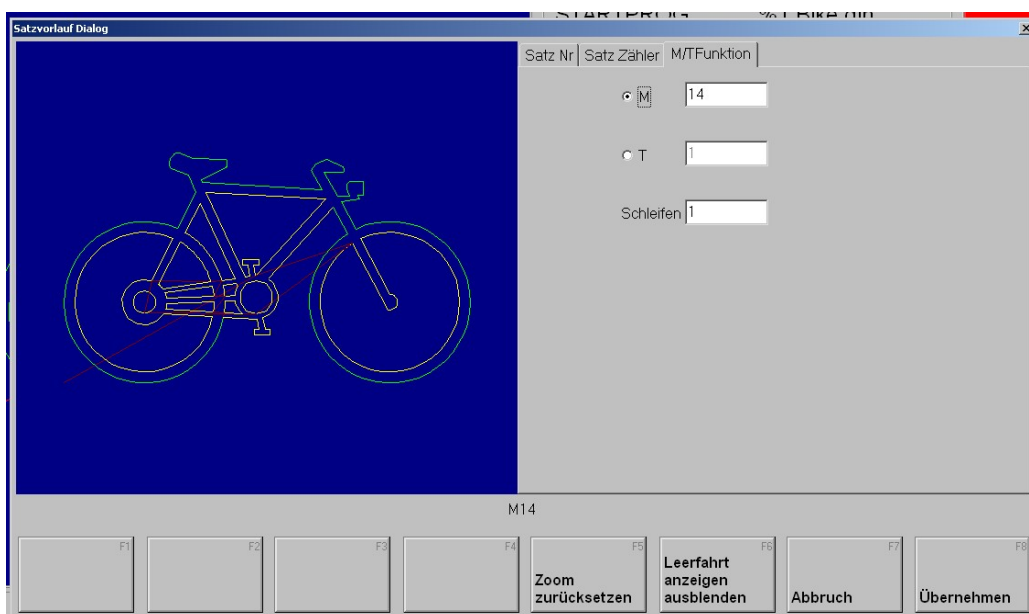 STARTPROG
Satzvorlauf Dialog
Satz Nr Satz Zähler M/TFunktion
M 14
T 1
Schleifen 1
M14
F1 F2 F3 F4 F5 F6 F7 F8
Zoom
zurücksetzen
Leerfahrt
anzeigen
ausblenden
Abbruch
Übernehmen